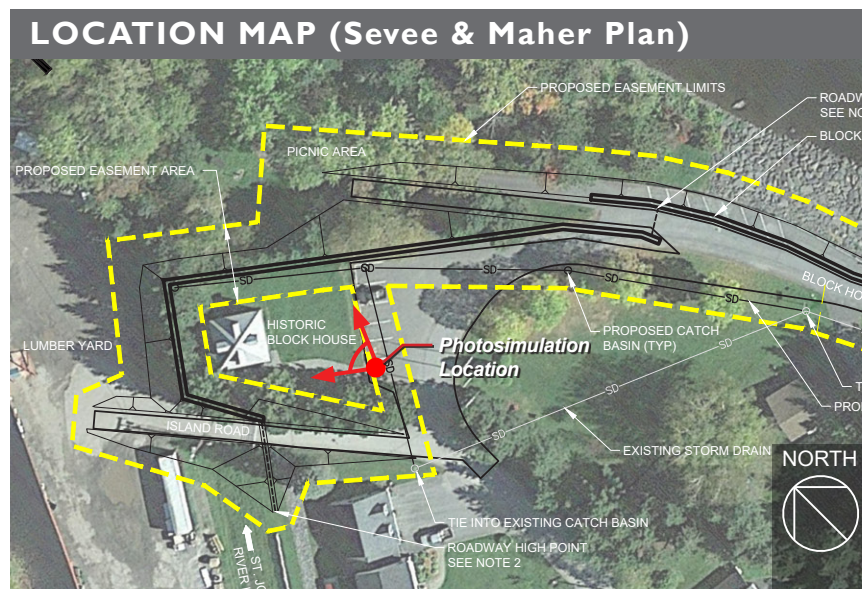 LOCATION MAP (Sevee & Maher Plan)
PROPOSED EASEMENT LIMITS
ROADW
SEE NO
BLOCK
PICNIC AREA
PROPOSED EASEMENT AREA
SD
SD
SD
SD
SD
BLOCK HO
HISTORIC
BLOCK HOUSE
PROPOSED CATCH
BASIN (TYP)
LUMBER YARD
Photosimulation
Location
SD
SD
T
PRO
ISLAND ROAD
SD
EXISTING STORM DRAIN
NORTH
TIE INTO EXISTING CATCH BASIN
ROADWAY HIGH POINT
SEE NOTE 2
ST. JO
RIVER